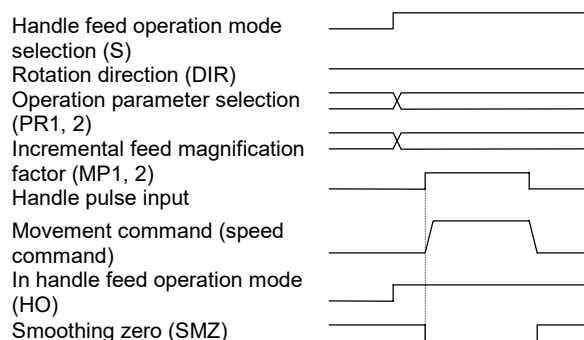 Handle feed operation mode
selection (S)
Rotation direction (DIR)
Operation parameter selection
(PR1, 2)
Incremental feed magnification
factor (MP1, 2)
Handle pulse input
Movement command (speed
command)
In handle feed operation mode
(HO)
Smoothing zero (SMZ)